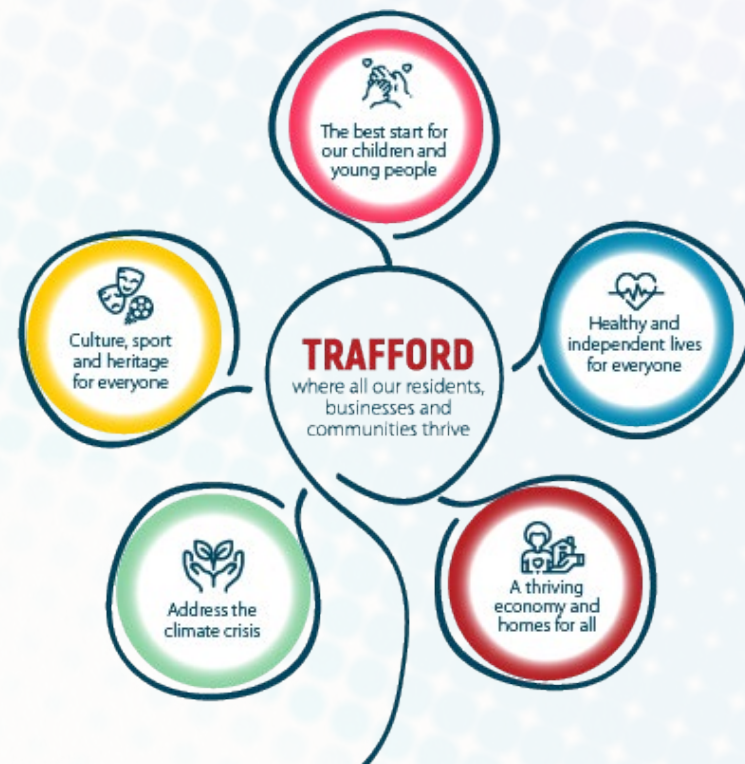 The best start for
our children and
young people
Culture, sport
and heritage
for everyone
TRAFFORD
where all our residents,
businesses and
communities thrive
Healthy and
independent lives
for everyone
Address the
climate crisis
A thriving
economy and
homes for all